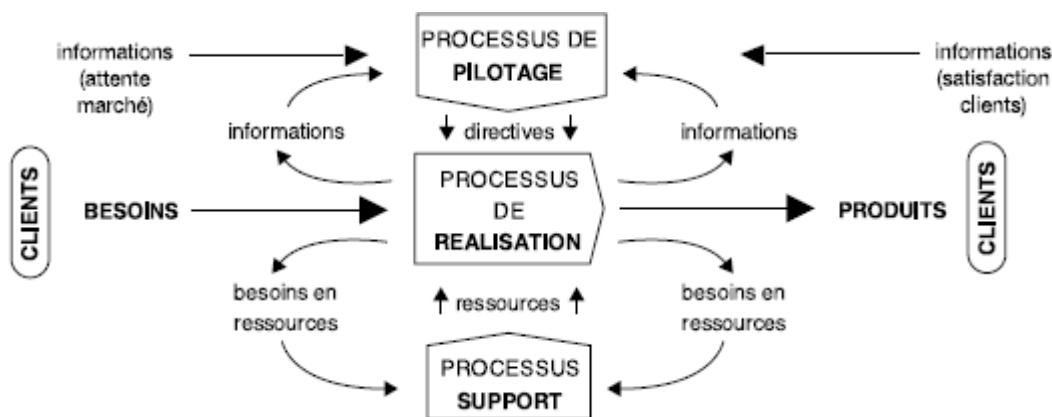 informations
(attente
marché)
PROCESSUS DE
PILOTAGE
informations
(satisfaction
clients)
informations
directives
informations
CLIENTS
BESOINS
PROCESSUS
DE
REALISATION
PRODUITS
CLIENTS
besoins en
ressources
ressources
besoins en
ressources
PROCESSUS
SUPPORT